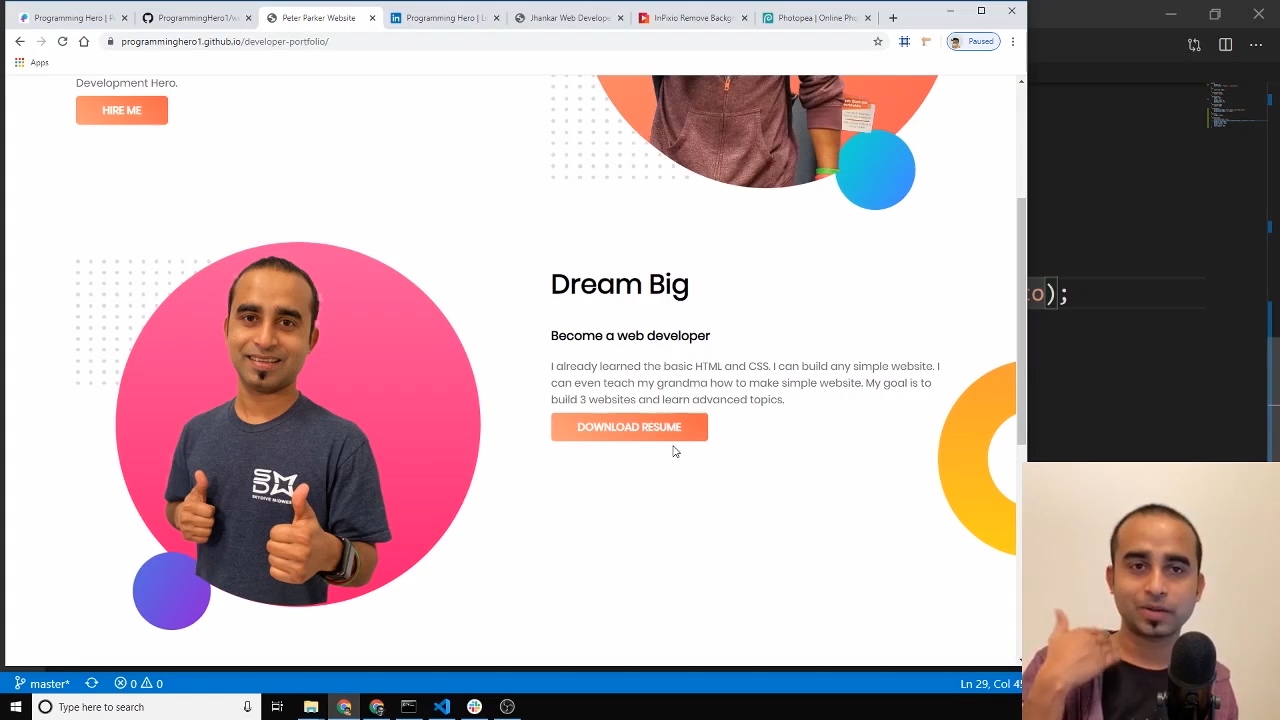 Programming | P
ProgrammingHero1/w
Peter Parker Website
Programming Hero | L
Jhankar Web Develope
InPixio Remove Backg
Photopea | Online Pho
programminghero1.github.io/developer-portfolio/
Paused
Apps
Development Hero.
HIRE ME
to);
Dream Big
Become a web developer
I already learned the basic HTML and CSS. I can build any simple website. I
can even teach my grandma how to make simple website. My goal is to
build 3 websites and learn advanced topics.
DOWNLOAD RESUME
SKYDIVE MIDWES
master*
0
0
Ln 29, Col 45
Type here to search